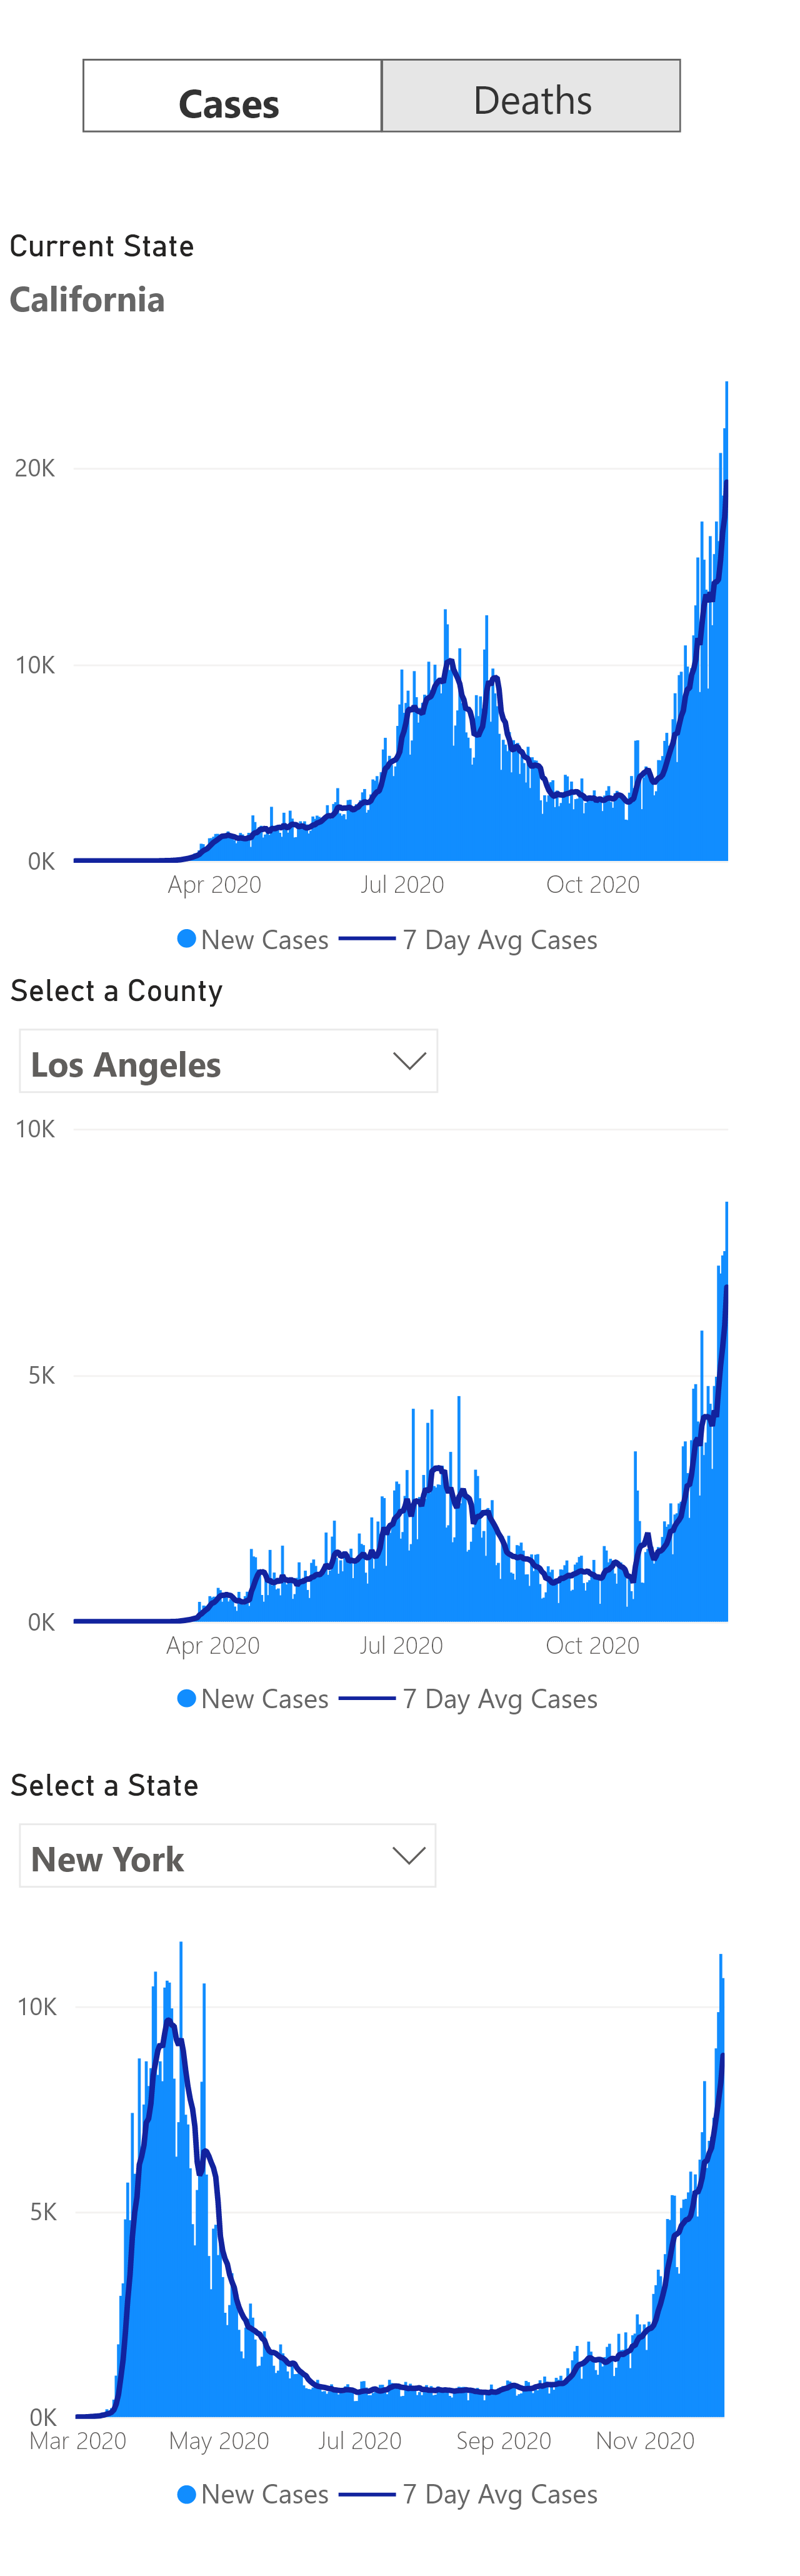 Cases Deaths
Current State
California
20K
10K
0K
Apr 2020 Jul 2020 Oct 2020
New Cases 7 Day Avg Cases
Select a County
Los Angeles
10K
5K
0K
Apr 2020 Jul 2020 Oct 2020
New Cases 7 Day Avg Cases
Select a State
New York
10K
5K
0K
Mar 2020 May 2020 Jul 2020 Sep 2020 Nov 2020
New Cases 7 Day Avg Cases